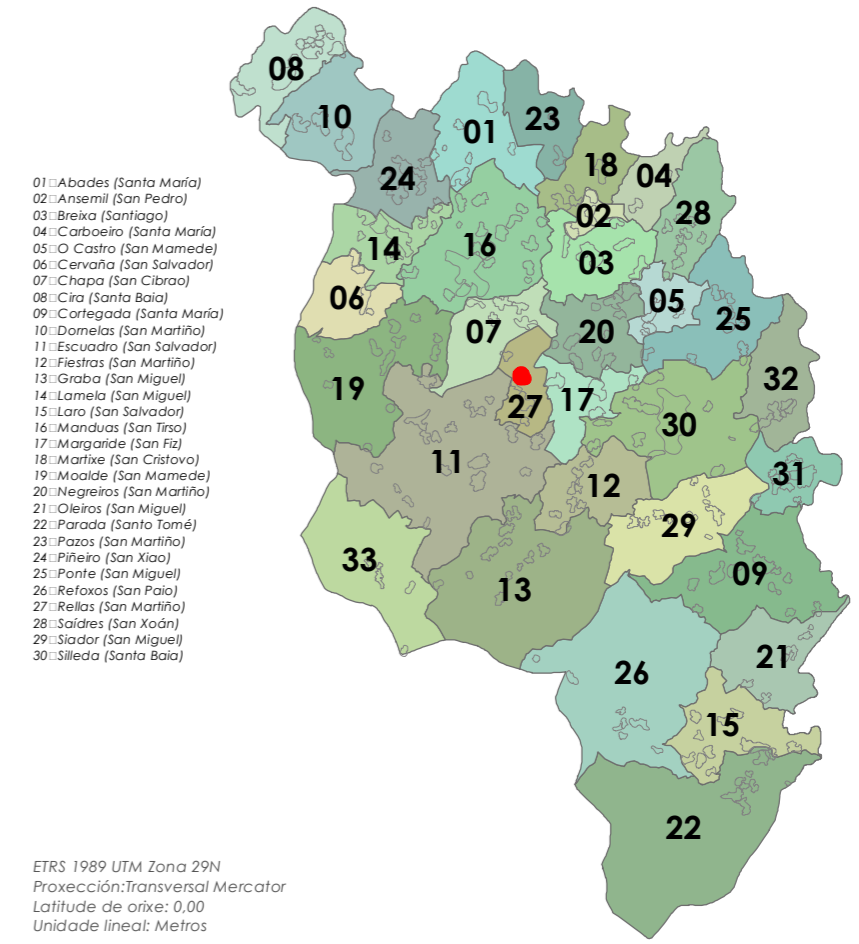 08
10
01
23
24
18
04
02
28
01□Abades (Santa María)
02□Ansemil (San Pedro)
03□Breixa (Santiago)
04□Carboeiro (Santa María)
05□O Castro (San Mamede)
06□Cervaña (San Salvador)
07□Chapa (San Cibrao)
08□Cira (Santa Baia)
09□Cortegada (Santa María)
10□Dornelas (San Martiño)
11□Escuadro (San Salvador)
12□Fiestras (San Martiño)
13□Graba (San Miguel)
14□Lamela (San Miguel)
15□Laro (San Salvador)
16□Manduas (San Tirso)
17□Margaride (San Fiz)
18□Martixe (San Cristovo)
19□Moalde (San Mamede)
20□Negreiros (San Martiño)
21□Oleiros (San Miguel)
22□Parada (Santo Tomé)
23□Pazos (San Martiño)
24□Piñeiro (San Xiao)
25□Ponte (San Miguel)
26□Refoxos (San Paio)
27□Rellas (San Martiño)
28□Saídres (San Xoán)
29□Siador (San Miguel)
30□Silleda (Santa Baia)
14
16
03
06
05
07
20
25
19
27
17
32
30
11
12
31
29
33
13
09
26
21
15
22
ETRS 1989 UTM Zona 29N
Proxección:Transversal Mercator
Latitude de orixe: 0,00
Unidade lineal: Metros